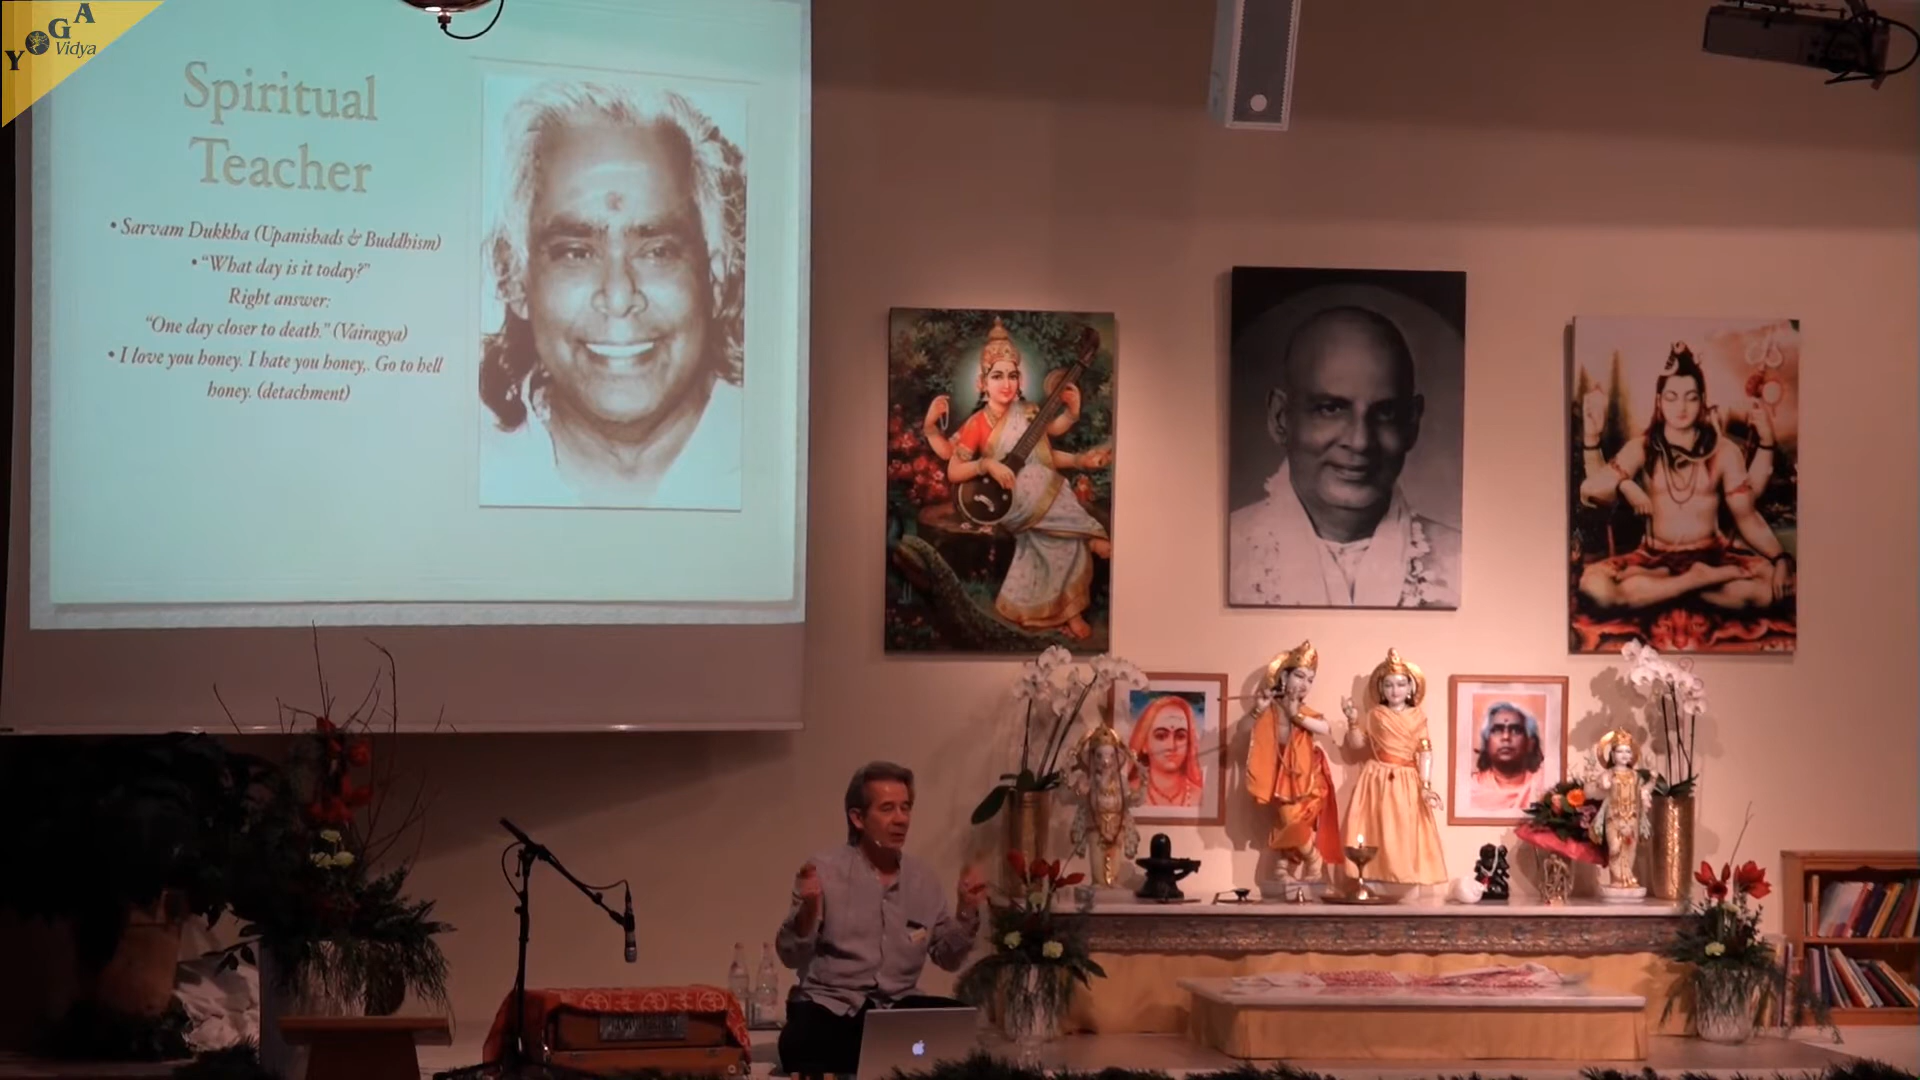 YOGA
Vidya
Spiritual
Teacher
• Sarvam Dukkha (Upanishads & Buddhism)
• “What day is it today?”
Right answer:
“One day closer to death.” (Vairagya)
• I love you honey. I hate you honey,. Go to hell
honey. (detachment)